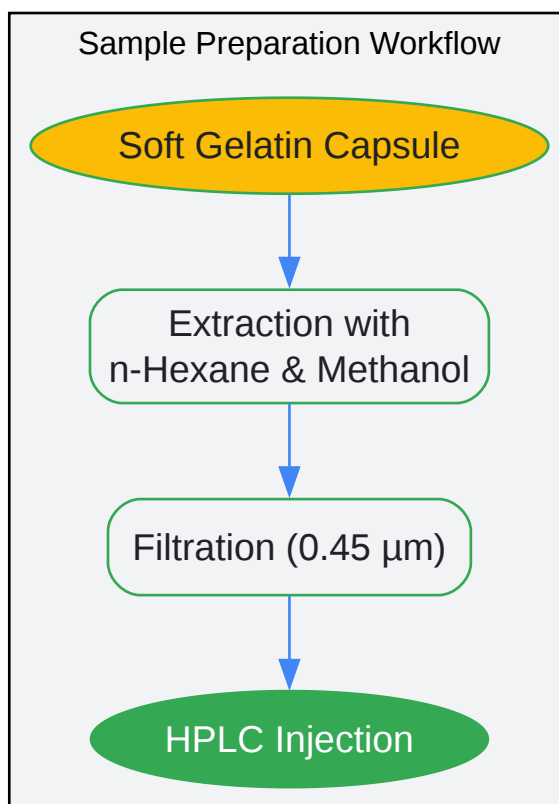 Sample Preparation Workflow
Soft Gelatin Capsule
Extraction with
n-Hexane & Methanol
Filtration (0.45 µm)
HPLC Injection